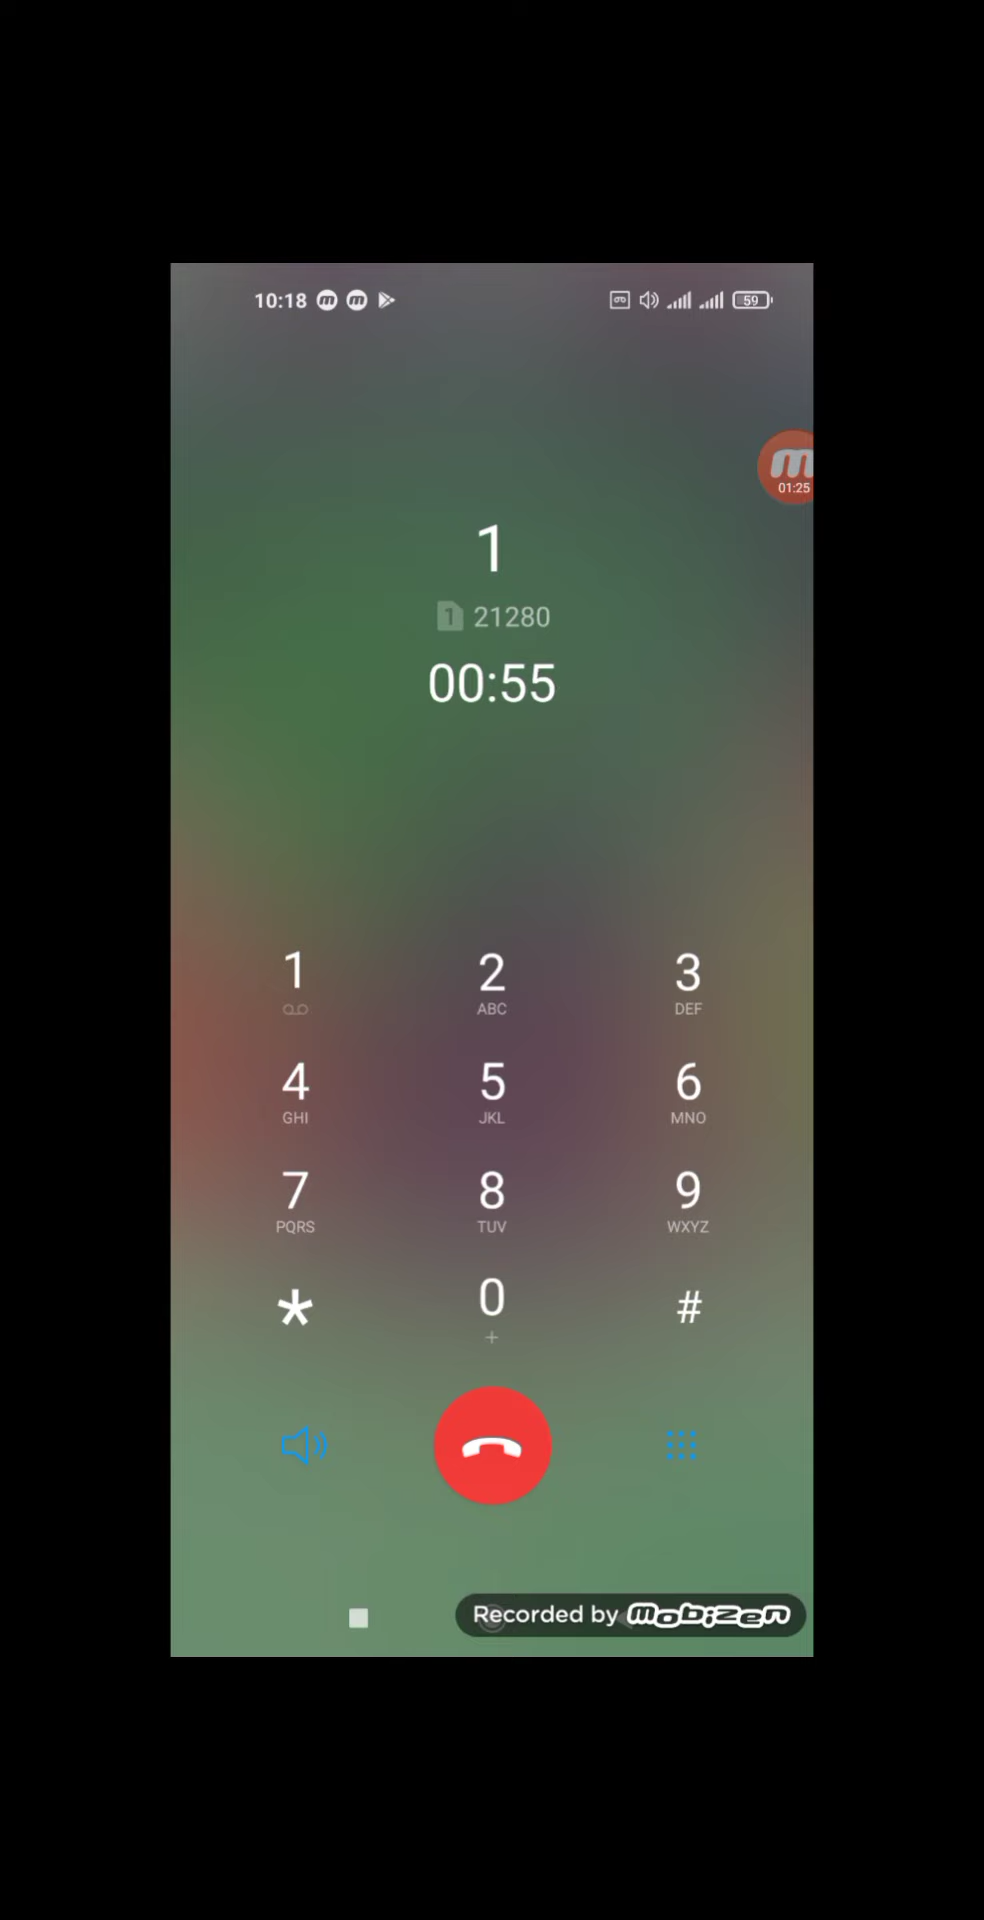 10:18 59
01:25
1
1 21280
00:55
1 2 3
ABC DEF
4 5 6
GHI JKL MNO
7 8 9
PQRS TUV WXYZ
* 0 #
+
Recorded by mobizen